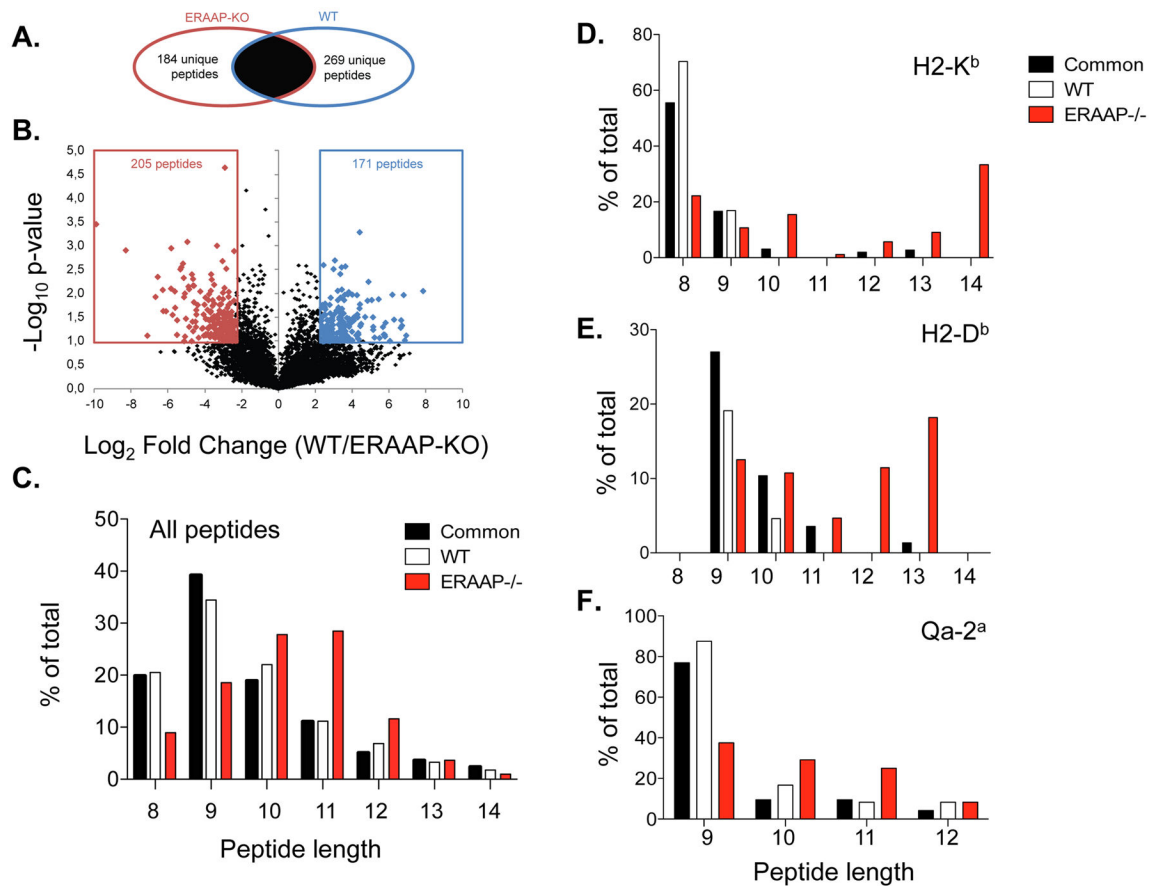 A.
ERAAP-KO
WT
184 unique
peptides
269 unique
peptides
B.
205 peptides
171 peptides
-Log10 p-value
5,0
4,5
4,0
3,5
3,0
2,5
2,0
1,5
1,0
0,5
0,0
-10 -8 -6 -4 -2 0 2 4 6 8 10
Log2 Fold Change (WT/ERAAP-KO)
C.
All peptides
Common
WT
ERAAP-/-
% of total
50
40
30
20
10
0
8 9 10 11 12 13 14
Peptide length
D.
H2-Kb
Common
WT
ERAAP-/-
% of total
80
60
40
20
0
8 9 10 11 12 13 14
E.
H2-Db
% of total
30
20
10
0
8 9 10 11 12 13 14
F.
Qa-2a
% of total
100
80
60
40
20
0
9 10 11 12
Peptide length